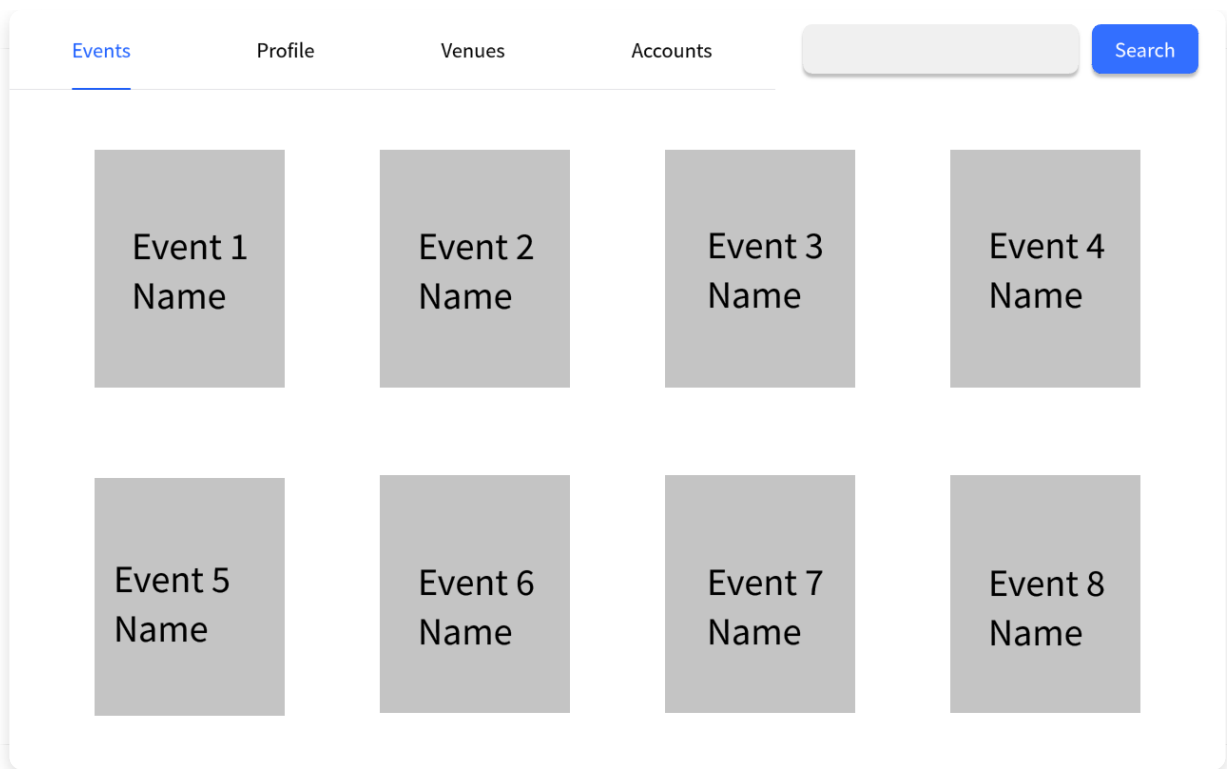 Events Profile Venues Accounts Search
Event 1 Name
Event 2 Name
Event 3 Name
Event 4 Name
Event 5 Name
Event 6 Name
Event 7 Name
Event 8 Name